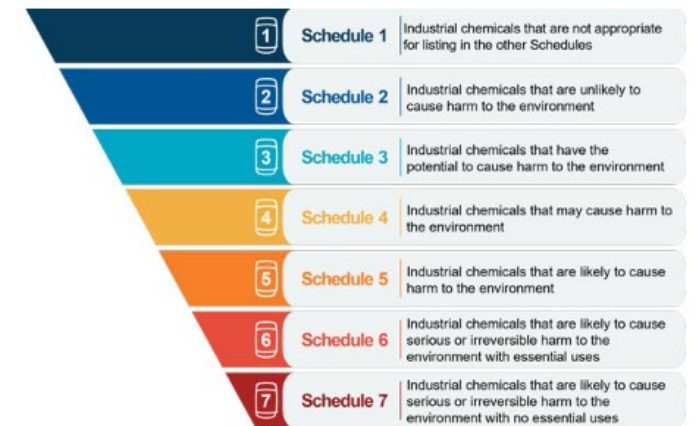 1
Schedule 1
Industrial chemicals that are not appropriate
for listing in the other Schedules
2
Schedule 2
Industrial chemicals that are unlikely to
cause harm to the environment
3
Schedule 3
Industrial chemicals that have the
potential to cause harm to the environment
4
Schedule 4
Industrial chemicals that may cause harm to
the environment
5
Schedule 5
Industrial chemicals that are likely to cause
harm to the environment
6
Schedule 6
Industrial chemicals that are likely to cause
serious or irreversible harm to the
environment with essential uses
7
Schedule 7
Industrial chemicals that are likely to cause
serious or irreversible harm to the
environment with no essential uses